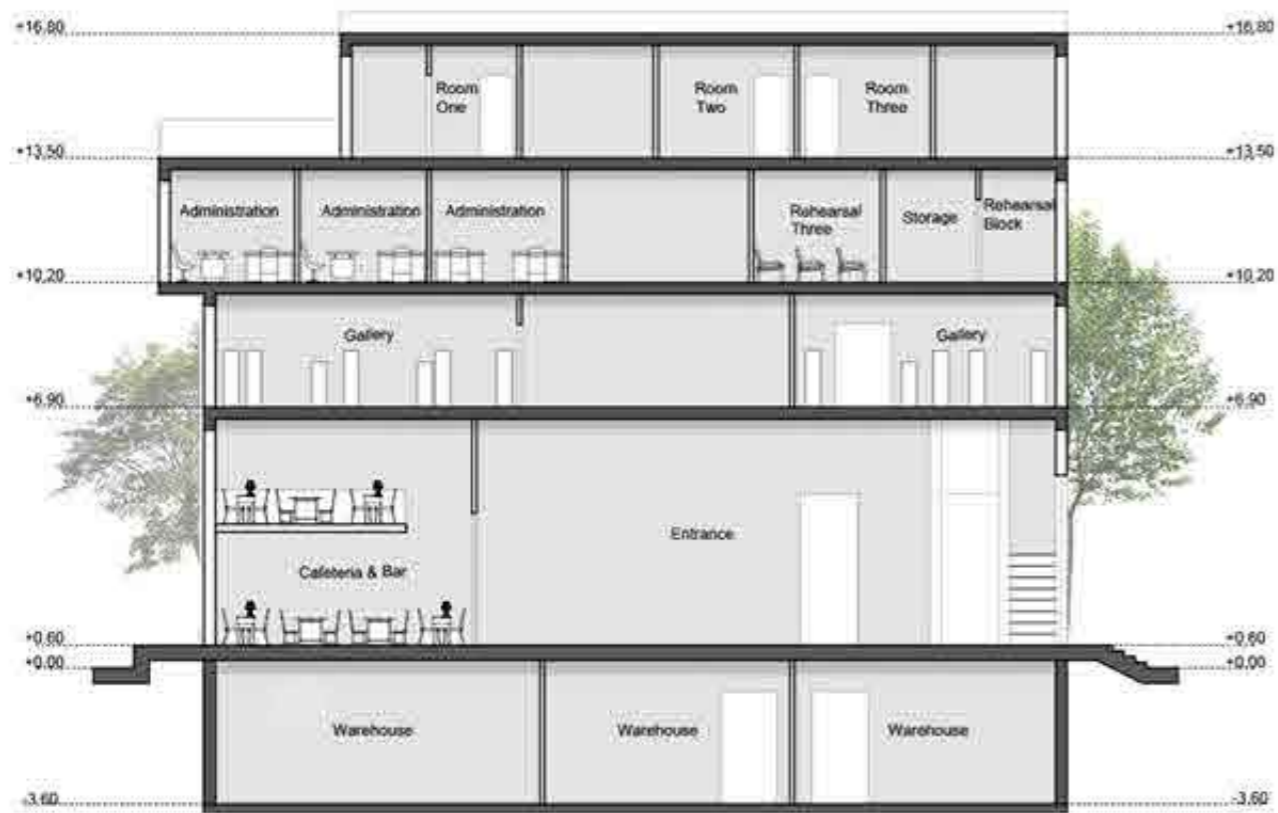 +16,80
+16,80
Room
One
Room
Two
Room
Three
+13,50
+13,50
Administration
Administration
Administration
Rehearsal
Three
Storage
Rehearsal
Block
+10,20
+10,20
Gallery
Gallery
+6,90
+6,90
Entrance
Cafeteria & Bar
+0,60
+0,60
+0,00
+0,00
Warehouse
Warehouse
Warehouse
-3,60
-3,60